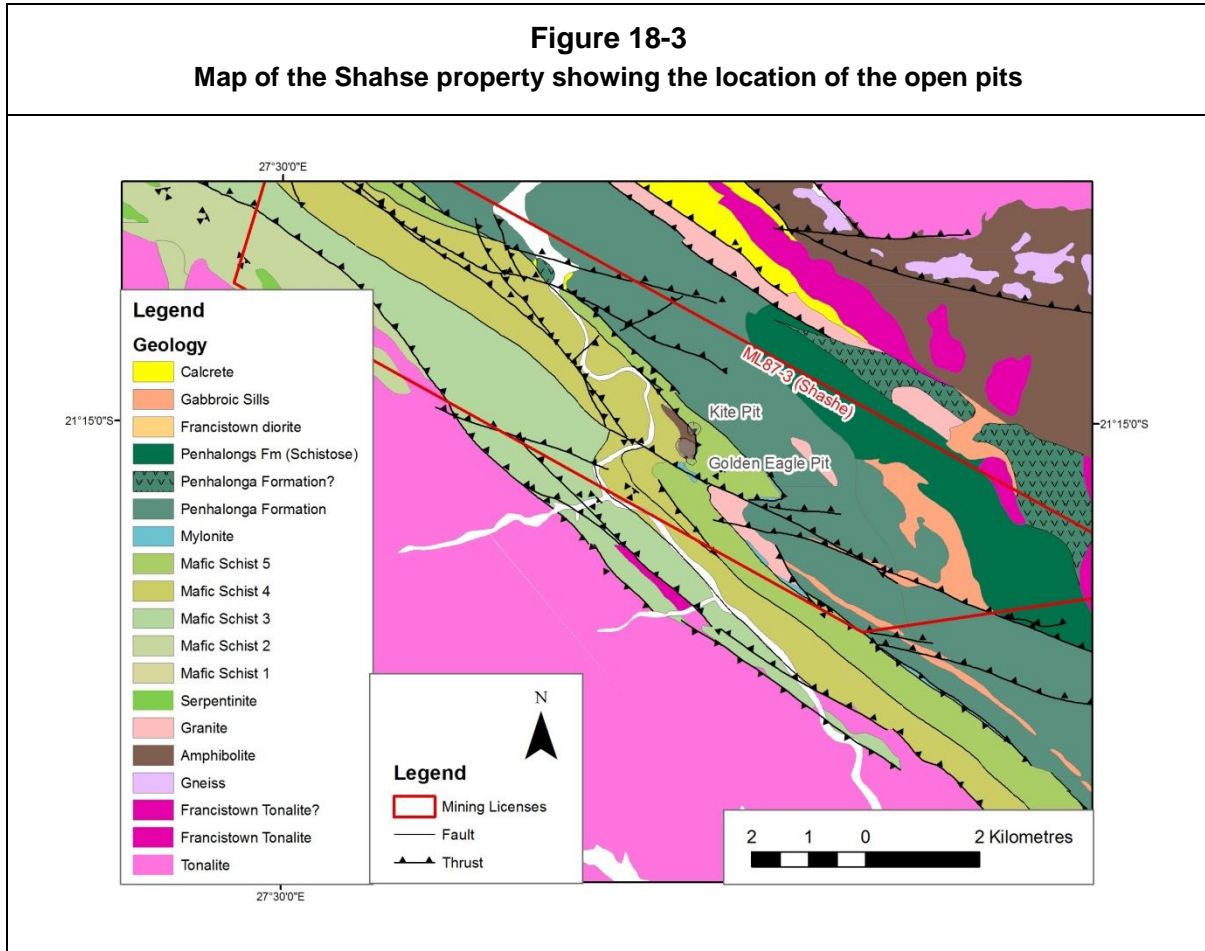 Figure 18-3
Map of the Shahse property showing the location of the open pits
27°30'0"E
21°15'0"S
21°15'0"S
ML87-3 (Shashe)
Kite Pit
Golden Eagle Pit
Legend
Geology
Calcrete
Gabbroic Sills
Francistown diorite
Penhalongs Fm (Schistose)
Penhalonga Formation?
Penhalonga Formation
Mylonite
Mafic Schist 5
Mafic Schist 4
Mafic Schist 3
Mafic Schist 2
Mafic Schist 1
Serpentinite
Granite
Amphibolite
Gneiss
Francistown Tonalite?
Francistown Tonalite
Tonalite
N
Legend
Mining Licenses
Fault
Thrust
2 1 0 2 Kilometres
27°30'0"E